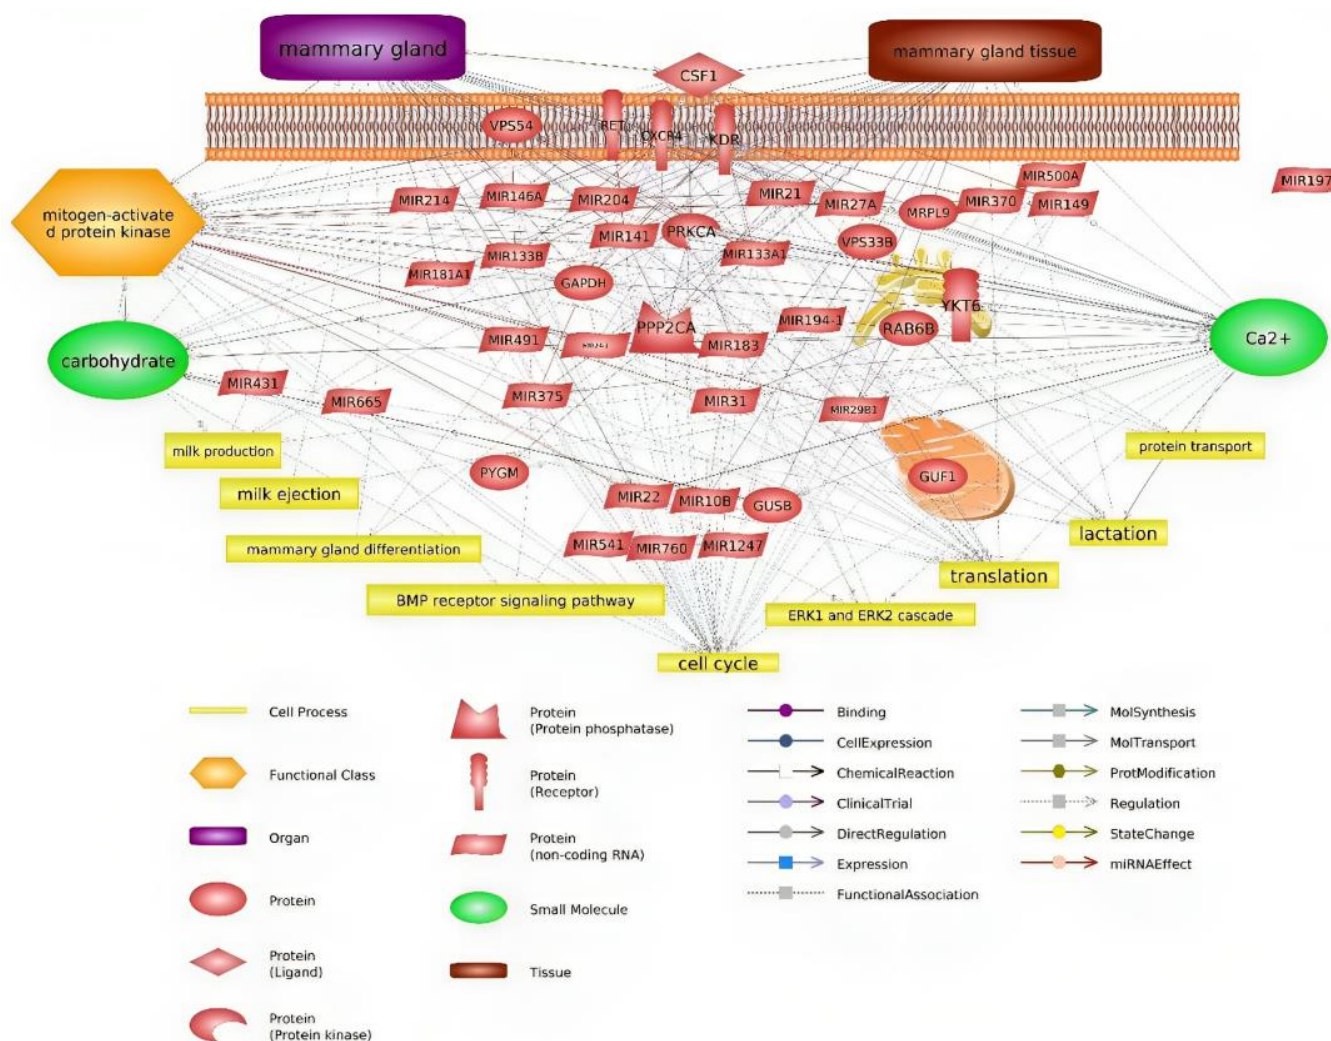 mammary gland
mammary gland tissue
CSF1
VPS54
RET
CXCR4
KDR
MIR500A
MIR197
mitogen-activate
d protein kinase
MIR214
MIR146A
MIR204
MIR21
MIR27A
MRPL9
MIR370
MIR149
MIR141
PRKCA
VPS33B
MIR133B
MIR133A1
MIR181A1
GAPDH
YKT6
MIR194-1
RAB6B
PPP2CA
Ca2+
carbohydrate
MIR491
MIR183
MIR431
MIR665
MIR375
MIR31
MIR29B1
milk production
protein transport
PYGM
GUF1
milk ejection
MIR22
MIR10B
GUSB
lactation
mammary gland differentiation
MIR541
MIR760
MIR1247
translation
BMP receptor signaling pathway
ERK1 and ERK2 cascade
cell cycle
Cell Process
Functional Class
Organ
Protein
Protein
(Ligand)
Protein
(Protein kinase)
Protein
(Protein phosphatase)
Protein
(Receptor)
Protein
(non-coding RNA)
Small Molecule
Tissue
Binding
CellExpression
ChemicalReaction
ClinicalTrial
DirectRegulation
Expression
FunctionalAssociation
MolSynthesis
MolTransport
ProtModification
Regulation
StateChange
miRNAEffect